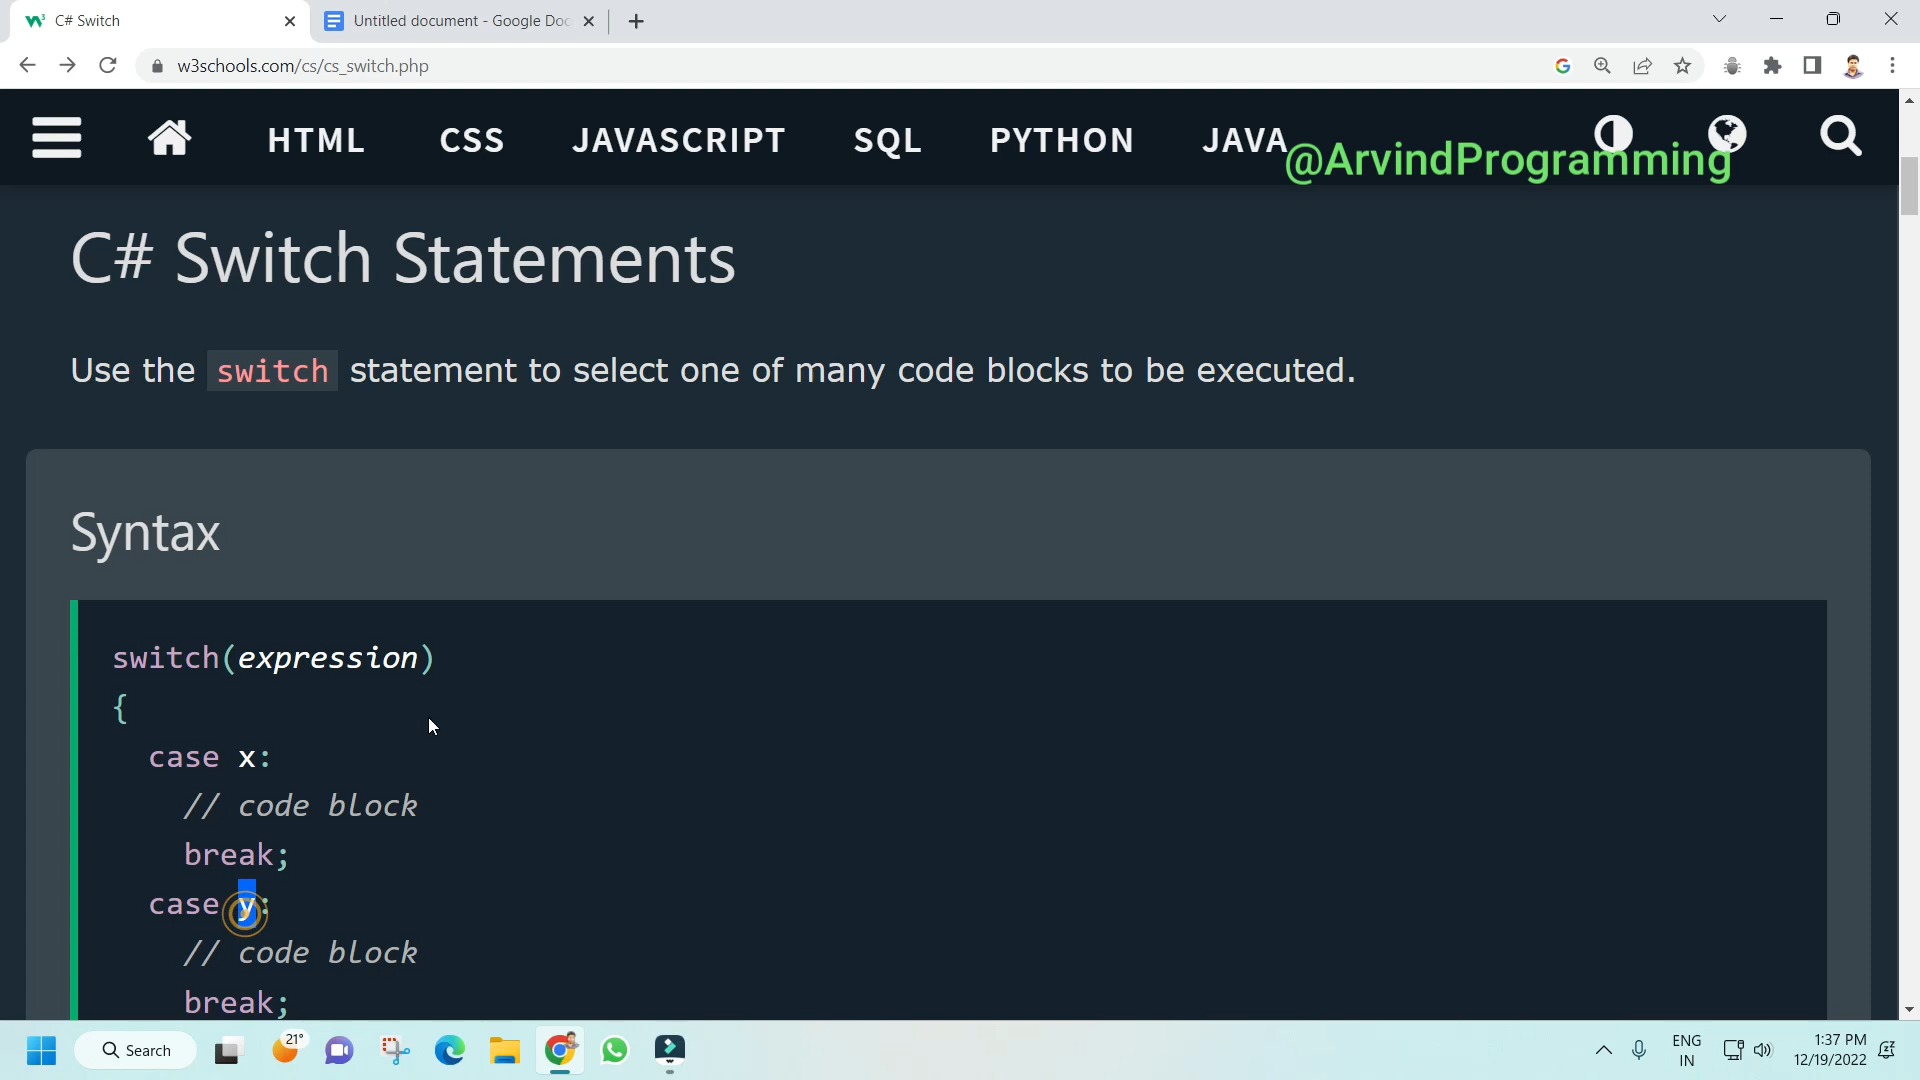 C# Switch
Untitled document - Google Doc
w3schools.com/cs/cs_switch.php
HTML CSS JAVASCRIPT SQL PYTHON JAVA
@ArvindProgramming
C# Switch Statements
Use the switch statement to select one of many code blocks to be executed.
Syntax
switch(expression)
{
case x:
// code block
break;
case y:
// code block
break;
21°
Search
ENG
IN
1:37 PM
12/19/2022